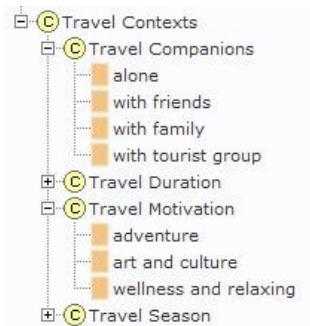 C Travel Contexts
C Travel Companions
alone
with friends
with family
with tourist group
C Travel Duration
C Travel Motivation
adventure
art and culture
wellness and relaxing
C Travel Season